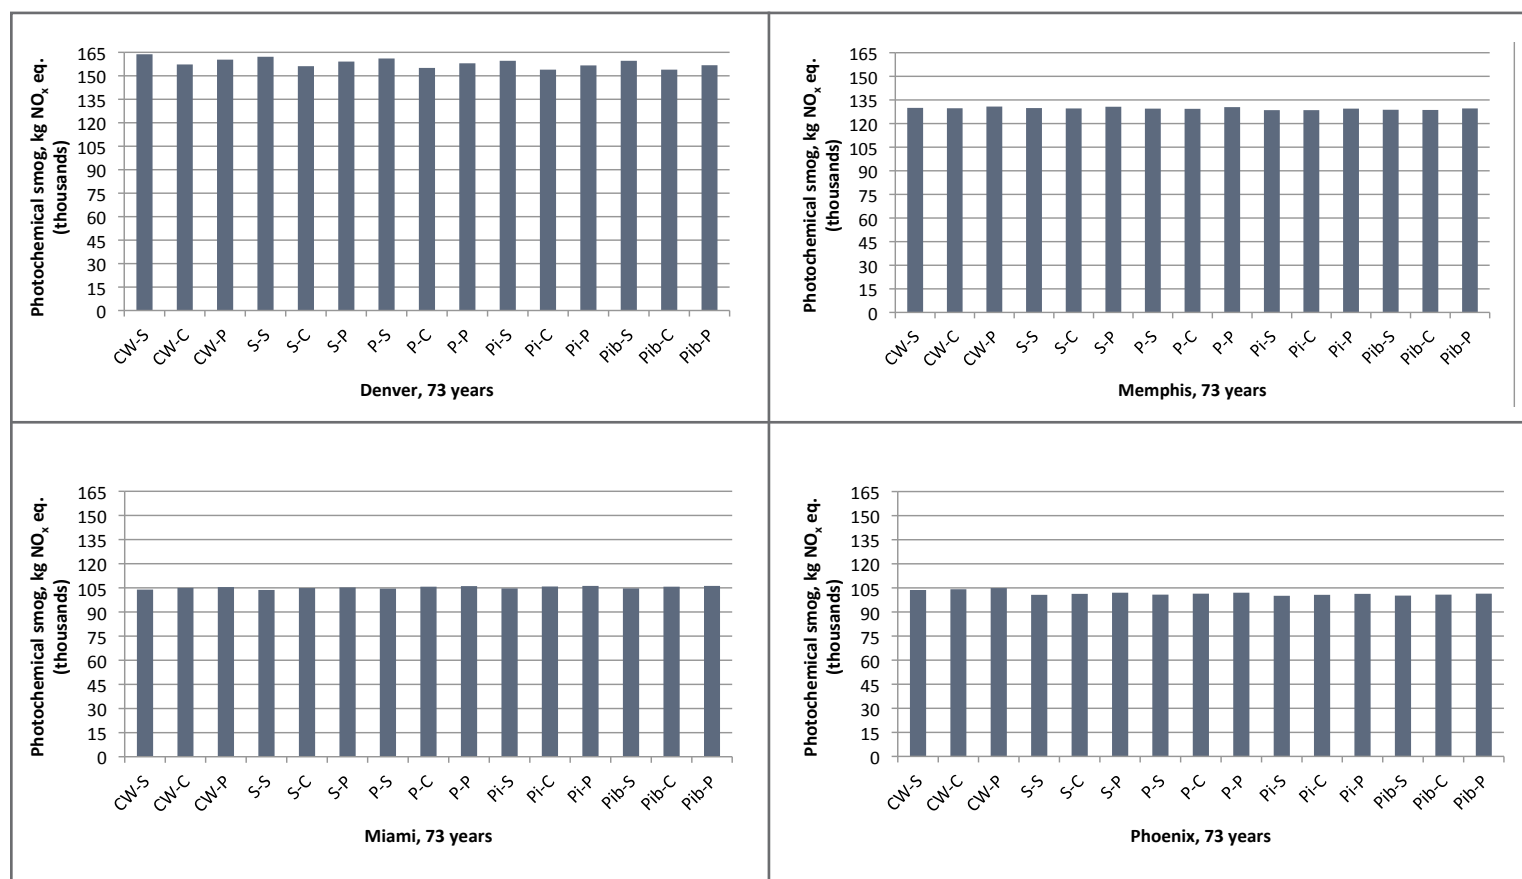 Photochemical smog, kg NOₓ eq.
(thousands)
165
150
135
120
105
90
75
60
45
30
15
0
CW-S
CW-C
CW-P
S-S
S-C
S-P
P-S
P-C
P-P
Pi-S
Pi-C
Pi-P
Pib-S
Pib-C
Pib-P
Denver, 73 years
Photochemical smog, kg NOₓ eq.
(thousands)
165
150
135
120
105
90
75
60
45
30
15
0
CW-S
CW-C
CW-P
S-S
S-C
S-P
P-S
P-C
P-P
Pi-S
Pi-C
Pi-P
Pib-S
Pib-C
Pib-P
Memphis, 73 years
Photochemical smog, kg NOₓ eq.
(thousands)
165
150
135
120
105
90
75
60
45
30
15
0
CW-S
CW-C
CW-P
S-S
S-C
S-P
P-S
P-C
P-P
Pi-S
Pi-C
Pi-P
Pib-S
Pib-C
Pib-P
Miami, 73 years
Photochemical smog, kg NOₓ eq.
(thousands)
165
150
135
120
105
90
75
60
45
30
15
0
CW-S
CW-C
CW-P
S-S
S-C
S-P
P-S
P-C
P-P
Pi-S
Pi-C
Pi-P
Pib-S
Pib-C
Pib-P
Phoenix, 73 years